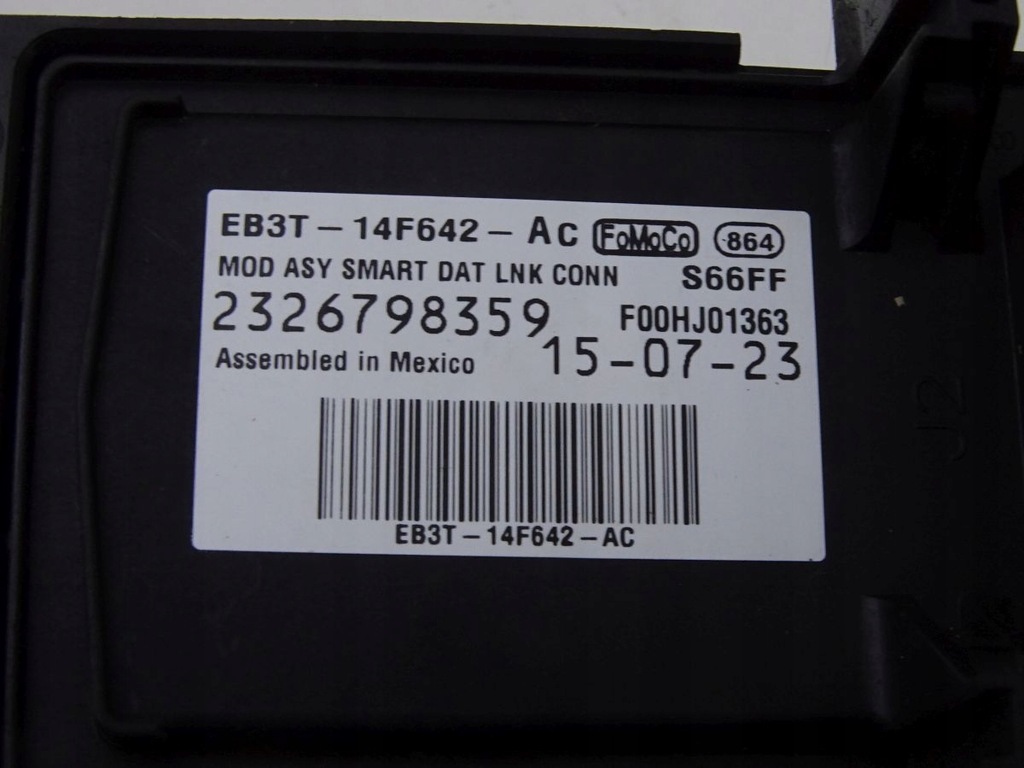 EB3T-14F642-AC FoMoCo 864
MOD ASY SMART DAT LNK CONN S66FF
2326798359 F00HJ01363
Assembled in Mexico 15-07-23
EB3T-14F642-AC